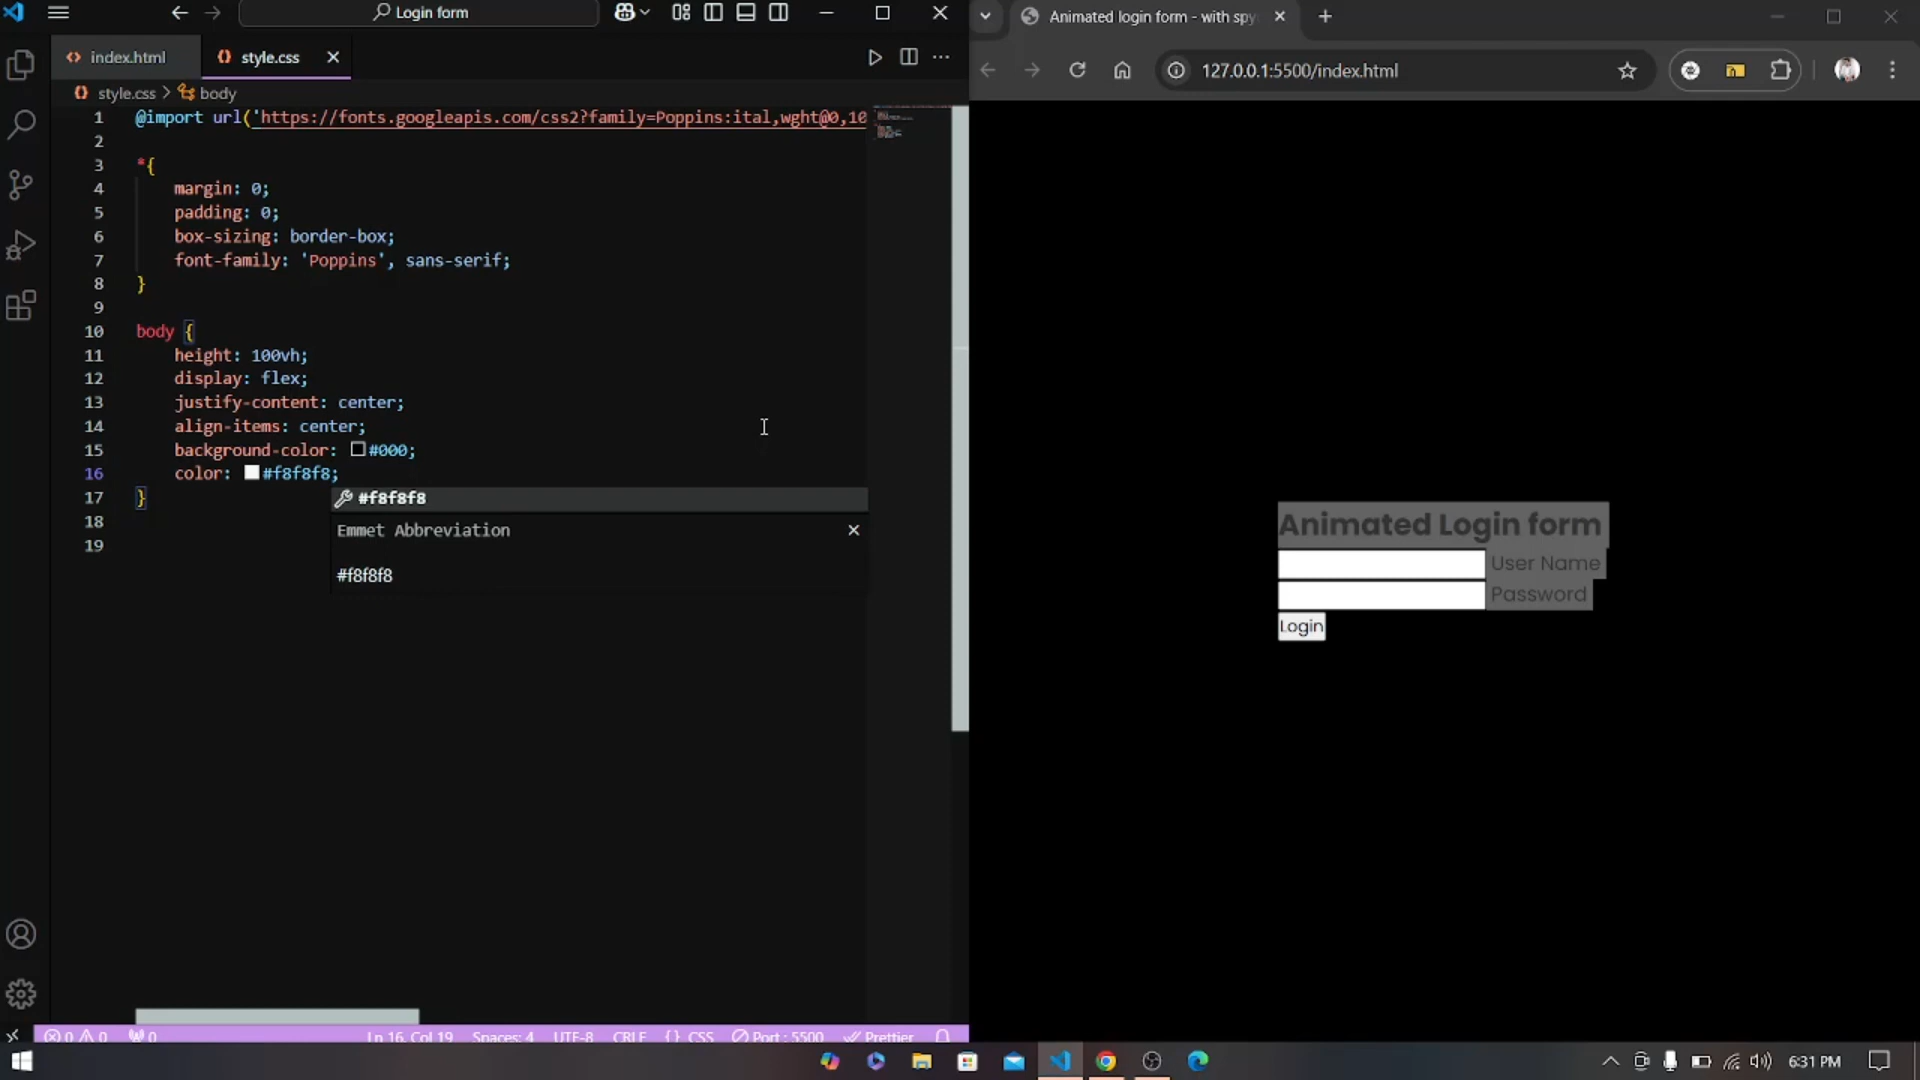 Login form
index.html
style.css
style.css > body
1 @import url('https://fonts.googleapis.com/css2?family=Poppins:ital,wght@0,10
2
3 *{
4 margin: 0;
5 padding: 0;
6 box-sizing: border-box;
7 font-family: 'Poppins', sans-serif;
8 }
9
10 body {
11 height: 100vh;
12 display: flex;
13 justify-content: center;
14 align-items: center;
15 background-color: #000;
16 color: #f8f8f8;
17 }
18
19
#f8f8f8
Emmet Abbreviation
#f8f8f8
0 0 0 Ln 16, Col 19 Spaces: 4 UTF-8 CRLF {} CSS Port : 5500 Prettier
Animated login form - with spy
127.0.0.1:5500/index.html
Animated Login form
User Name
Password
Login
6:31 PM